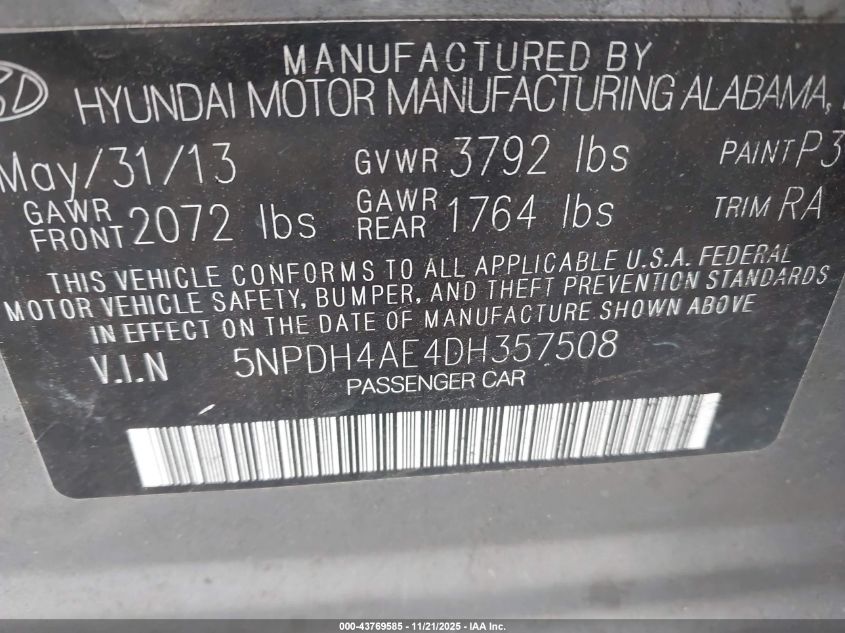 MANUFACTURED BY
HYUNDAI MOTOR MANUFACTURING ALABAMA,
May/31/13 GVWR 3792 lbs PAINT P3
GAWR FRONT 2072 lbs GAWR REAR 1764 lbs TRIM RA
THIS VEHICLE CONFORMS TO ALL APPLICABLE U.S.A. FEDERAL
MOTOR VEHICLE SAFETY, BUMPER, AND THEFT PREVENTION STANDARDS
IN EFFECT ON THE DATE OF MANUFACTURE SHOWN ABOVE
V.I.N 5NPDH4AE4DH357508
PASSENGER CAR
000-43769585 - 11/21/2025 - IAA Inc.